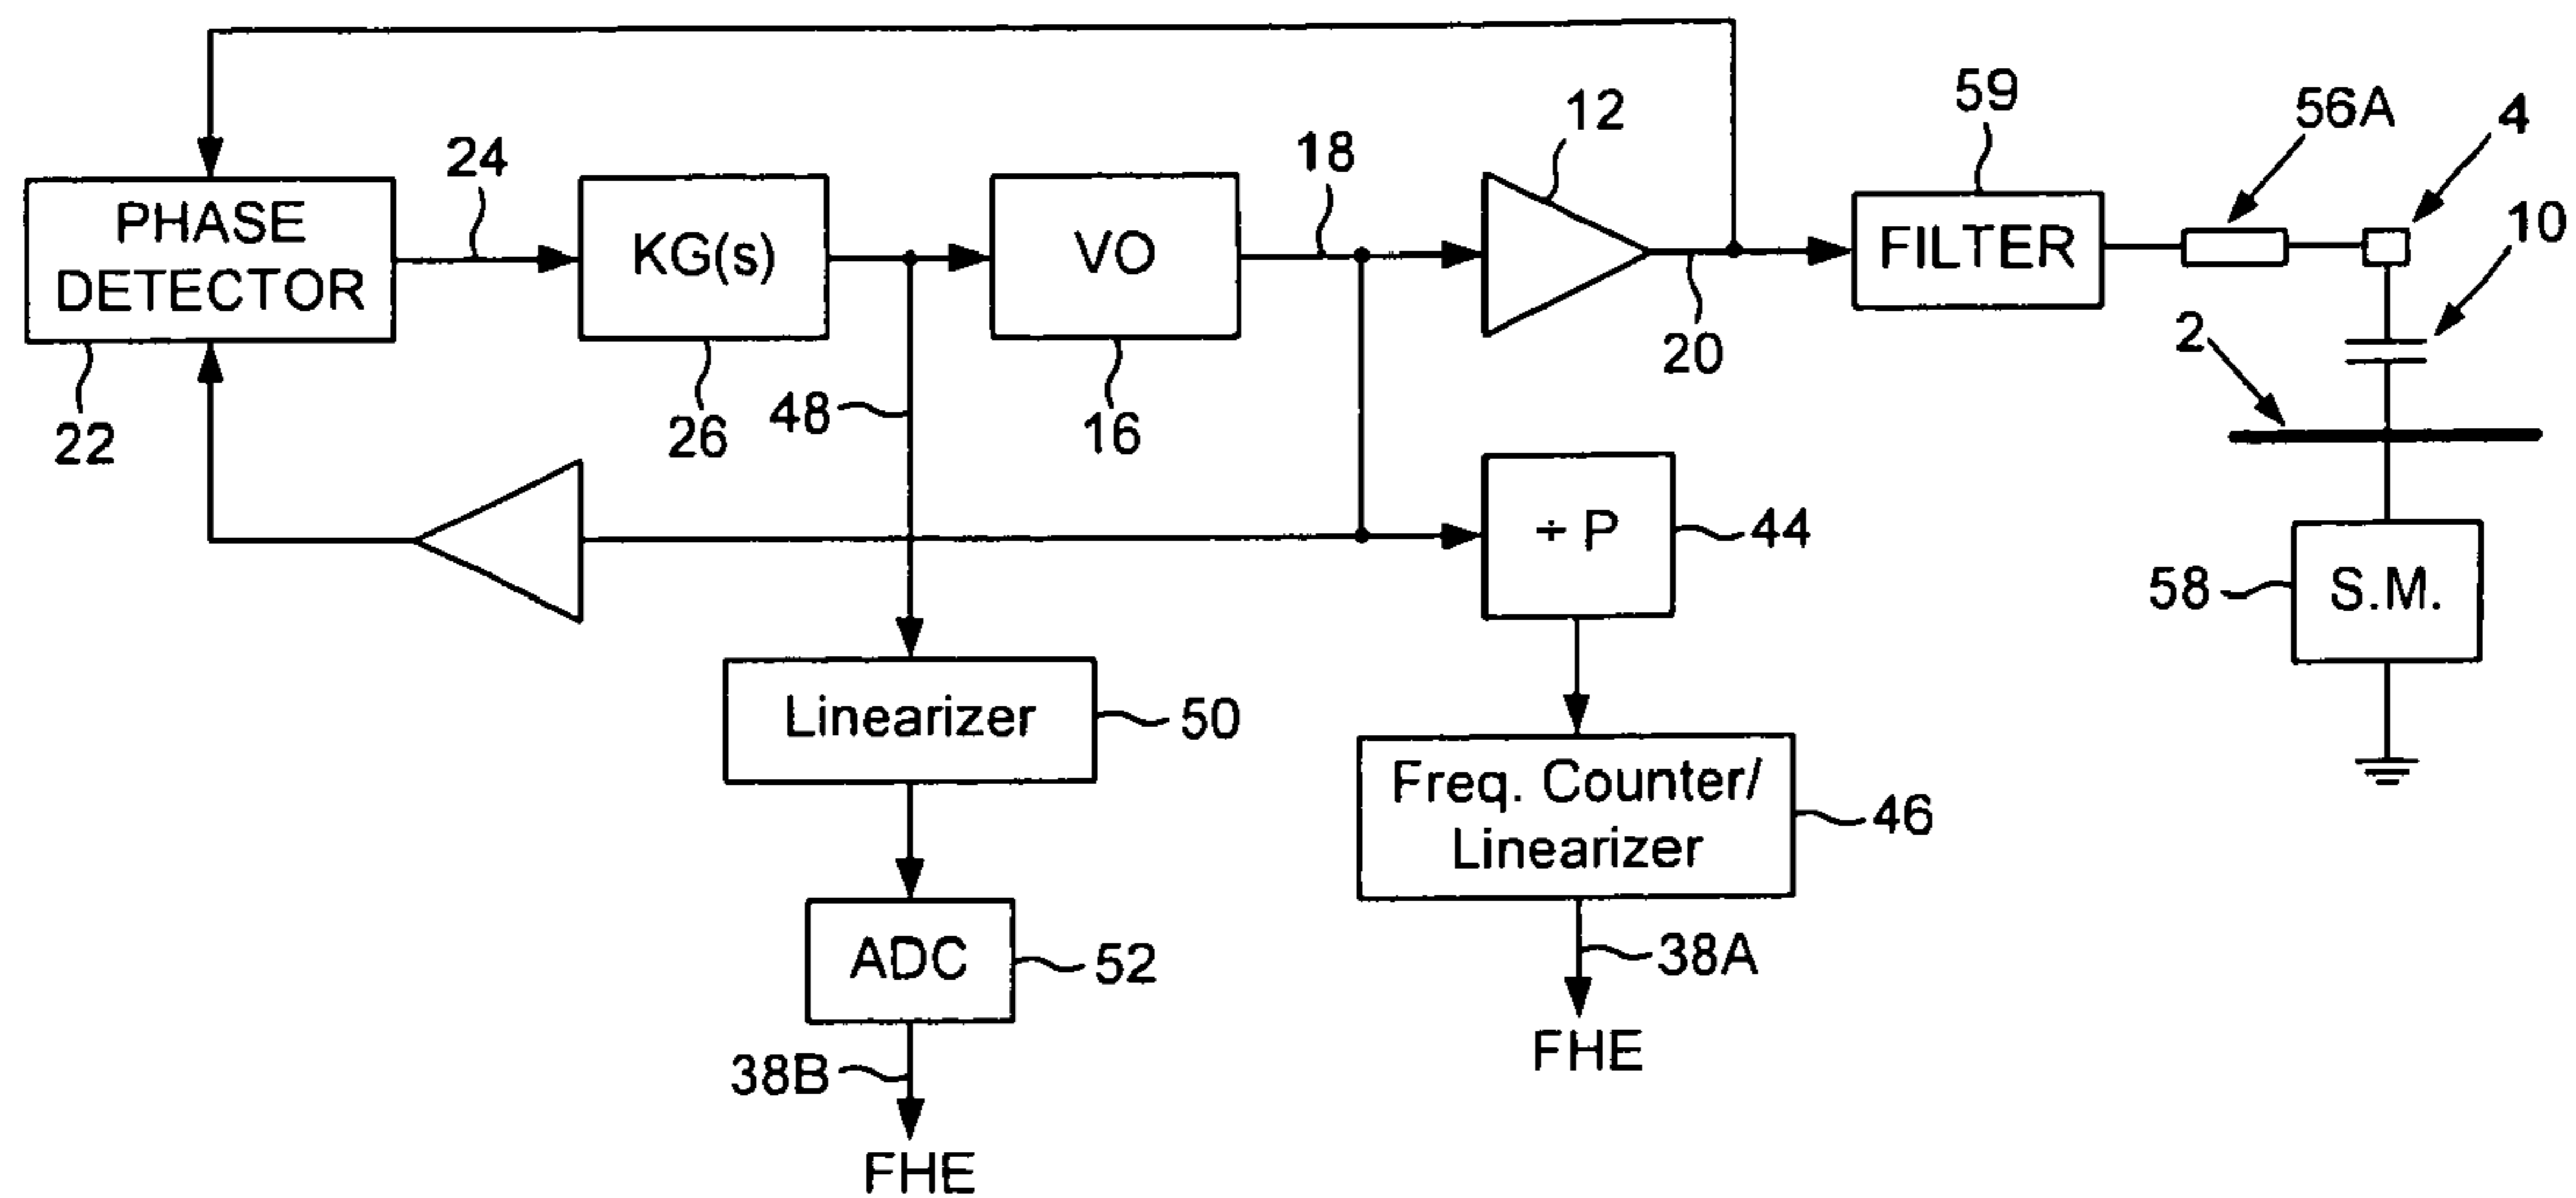 59
56A
4
12
10
18
24
PHASE
DETECTOR
KG(s)
VO
FILTER
2
20
22
26
48
16
÷ P
44
58
S.M.
Linearizer
50
Freq. Counter/
Linearizer
46
ADC
52
38A
FHE
38B
FHE